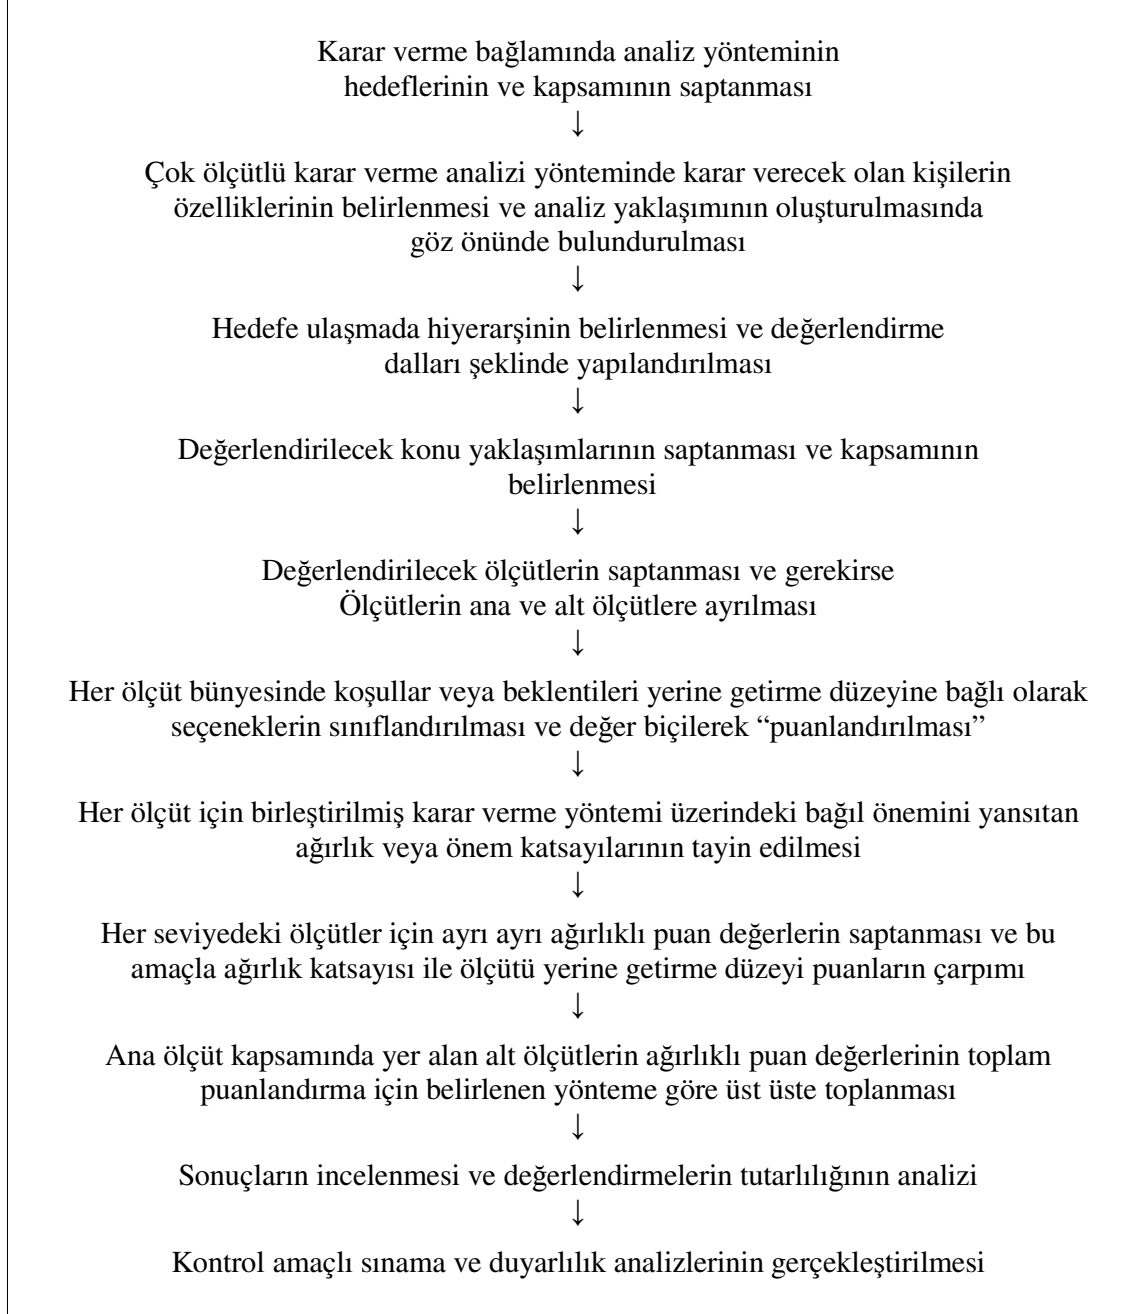 Karar verme bağlamında analiz yönteminin
hedeflerinin ve kapsamının saptanması
↓
Çok ölçütlü karar verme analizi yönteminde karar verecek olan kişilerin
özelliklerinin belirlenmesi ve analiz yaklaşımının oluşturulmasında
göz önünde bulundurulması
↓
Hedefe ulaşmada hiyerarşinin belirlenmesi ve değerlendirme
dalları şeklinde yapılandırılması
↓
Değerlendirilecek konu yaklaşımlarının saptanması ve kapsamının
belirlenmesi
↓
Değerlendirilecek ölçütlerin saptanması ve gerekirse
Ölçütlerin ana ve alt ölçütlere ayrılması
↓
Her ölçüt bünyesinde koşullar veya beklentileri yerine getirme düzeyine bağlı olarak
seçeneklerin sınıflandırılması ve değer biçilerek “puanlandırılması”
↓
Her ölçüt için birleştirilmiş karar verme yöntemi üzerindeki bağıl önemini yansıtan
ağırlık veya önem katsayılarının tayin edilmesi
↓
Her seviyedeki ölçütler için ayrı ayrı ağırlıklı puan değerlerin saptanması ve bu
amaçla ağırlık katsayısı ile ölçütü yerine getirme düzeyi puanların çarpımı
↓
Ana ölçüt kapsamında yer alan alt ölçütlerin ağırlıklı puan değerlerinin toplam
puanlandırma için belirlenen yönteme göre üst üste toplanması
↓
Sonuçların incelenmesi ve değerlendirmelerin tutarlılığının analizi
↓
Kontrol amaçlı sınama ve duyarlılık analizlerinin gerçekleştirilmesi